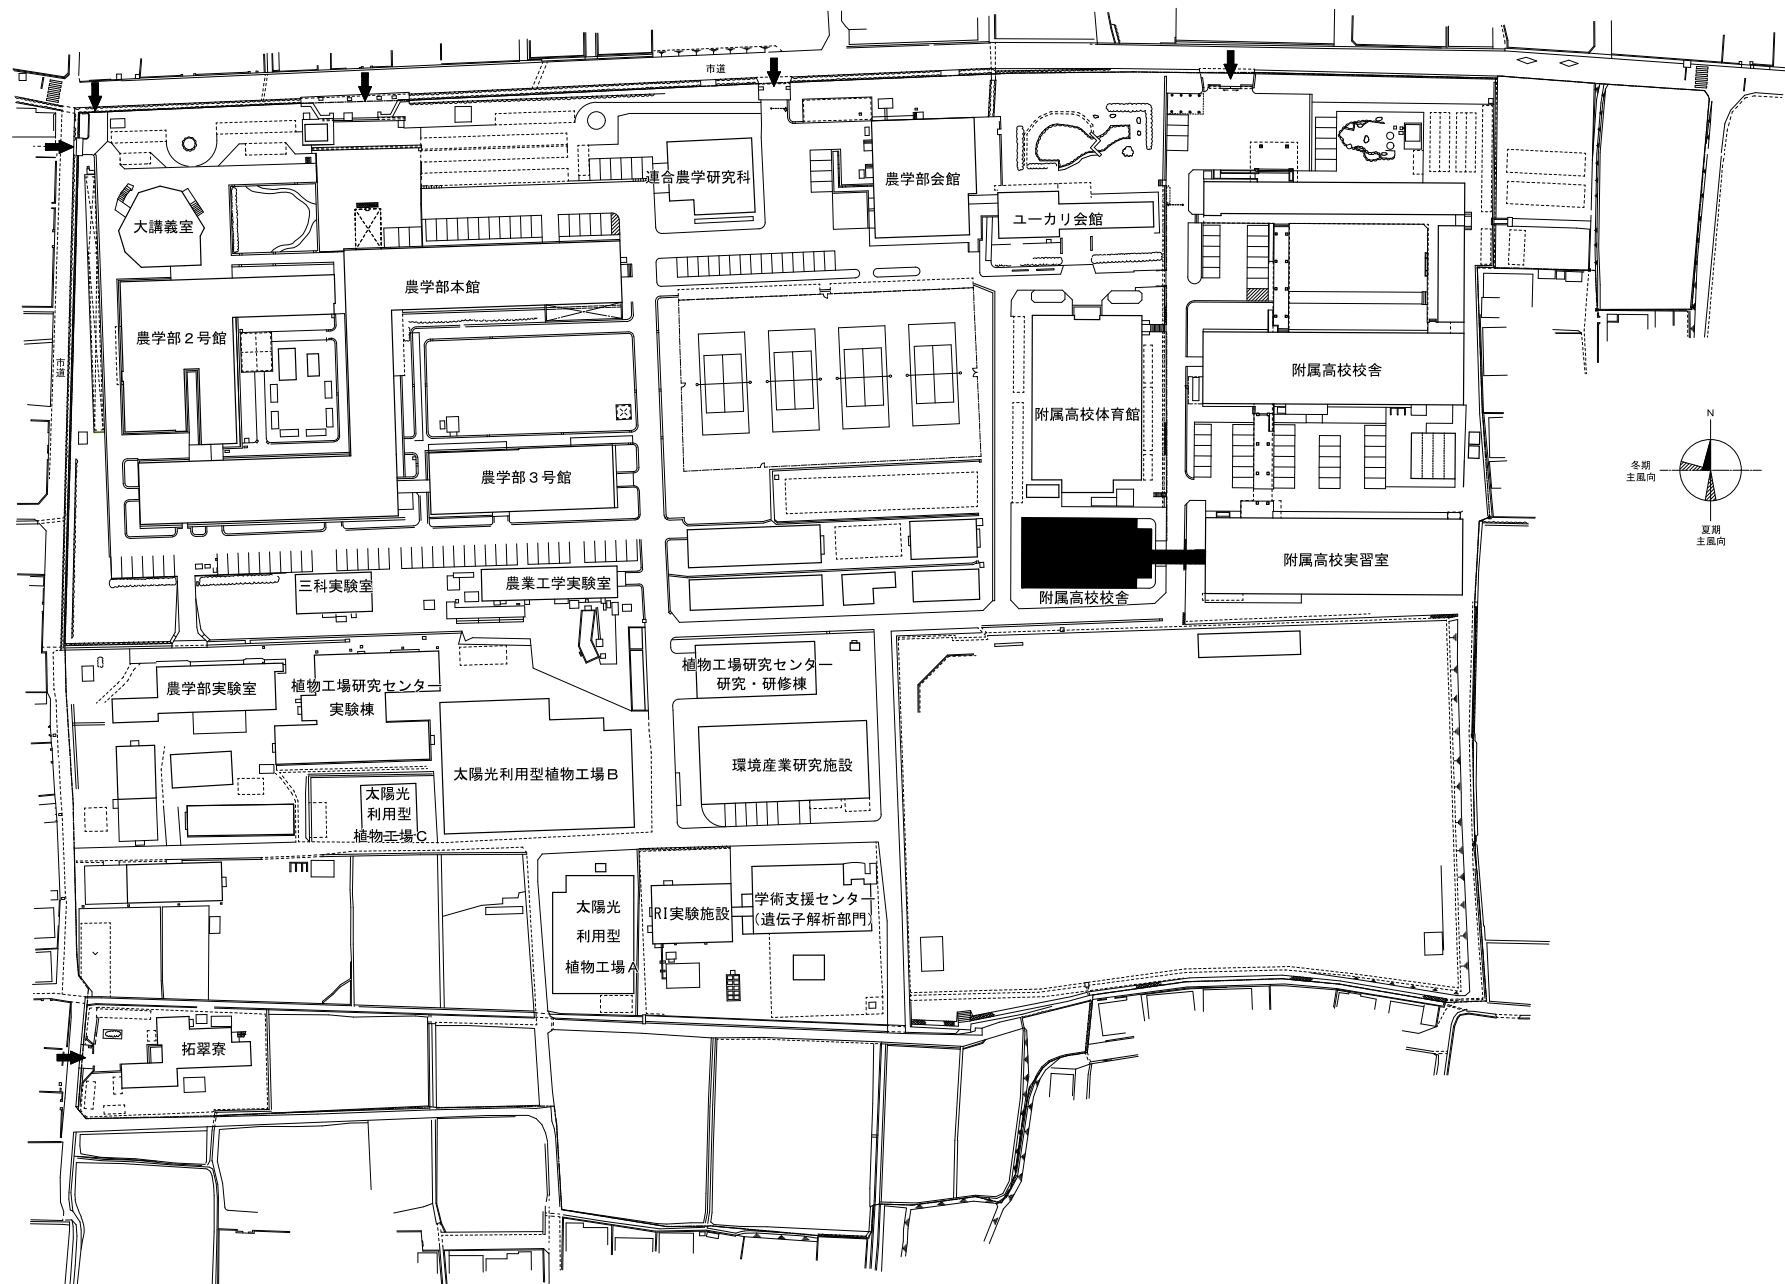 市道
連合農学研究科
農学部会館
大講義室
ユーカリ会館
農学部本館
農学部２号館
市道
附属高校校舎
附属高校体育館
N
冬期
主風向
夏期
主風向
農学部３号館
附属高校実習室
三科実験室
農業工学実験室
附属高校校舎
植物工場研究センター
研究・研修棟
農学部実験室
植物工場研究センター
実験棟
環境産業研究施設
太陽光利用型植物工場Ｂ
太陽光
利用型
植物工場Ｃ
太陽光
利用型
植物工場Ａ
RI実験施設
学術支援センター
(遺伝子解析部門)
拓翠寮